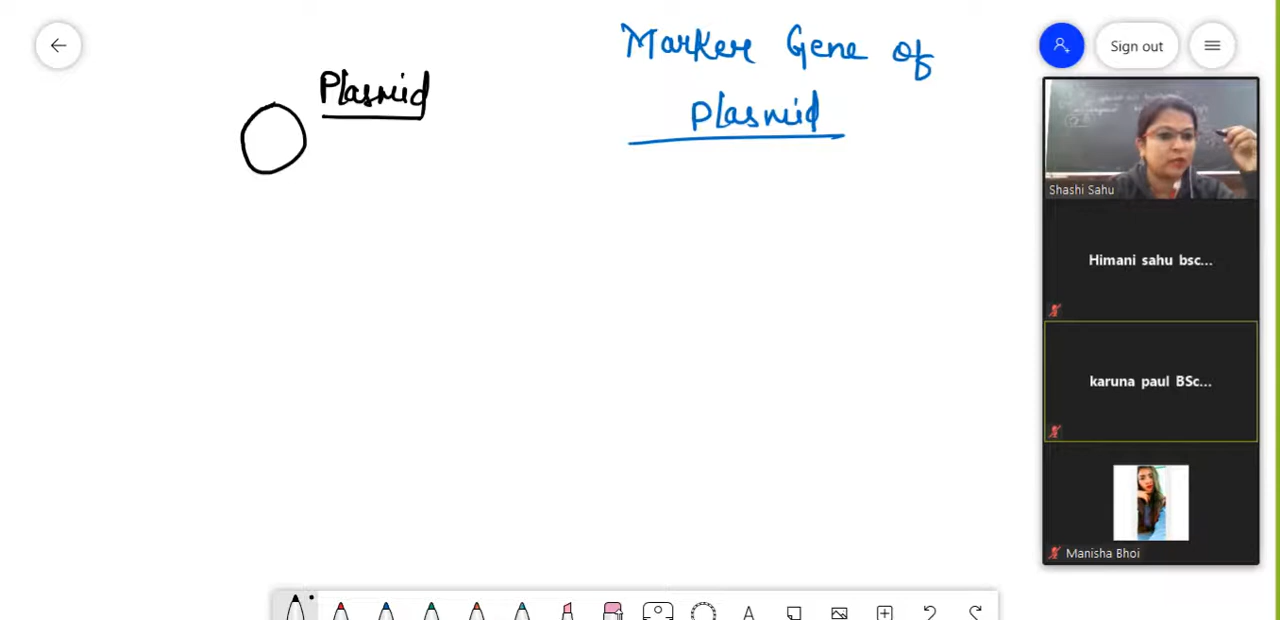 Marker Gene of
Plasmid
Plasmid
Sign out
Shashi Sahu
Himani sahu bsc...
karuna paul BSc...
Manisha Bhoi
A